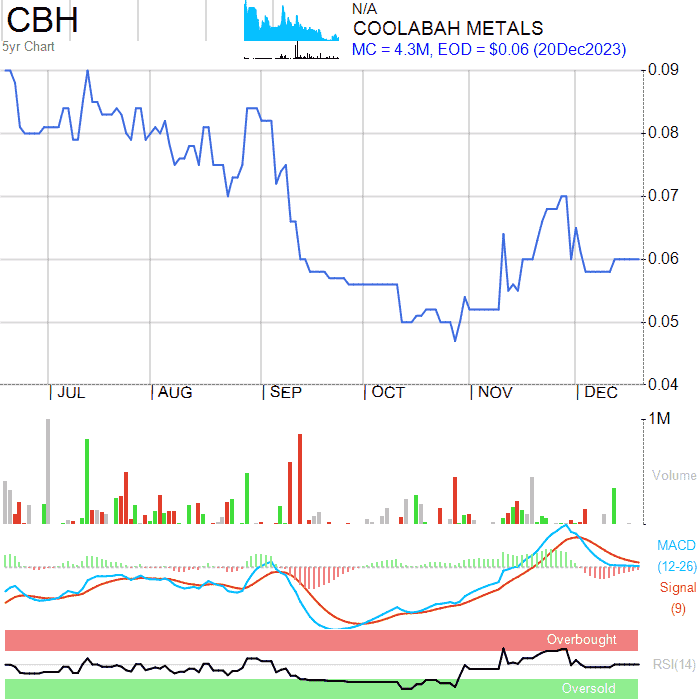 CBH
5yr Chart
N/A
COOLABAH METALS
MC = 4.3M, EOD = $0.06 (20Dec2023)
0.09
0.08
0.07
0.06
0.05
0.04
JUL AUG SEP OCT NOV DEC
1M
Volume
MACD
(12-26)
Signal
(9)
Overbought
RSI(14)
Oversold